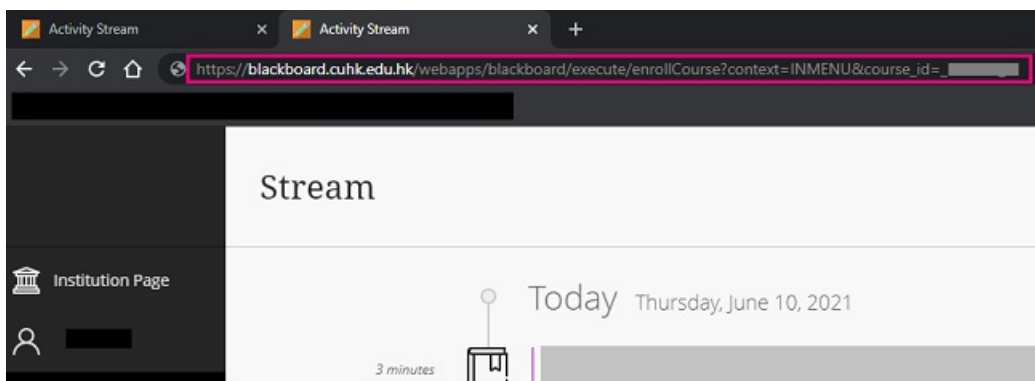 Activity Stream
Activity Stream
https://blackboard.cuhk.edu.hk/webapps/blackboard/execute/enrollCourse?context=INMENU&course_id=_
Stream
Institution Page
Today Thursday, June 10, 2021
3 minutes